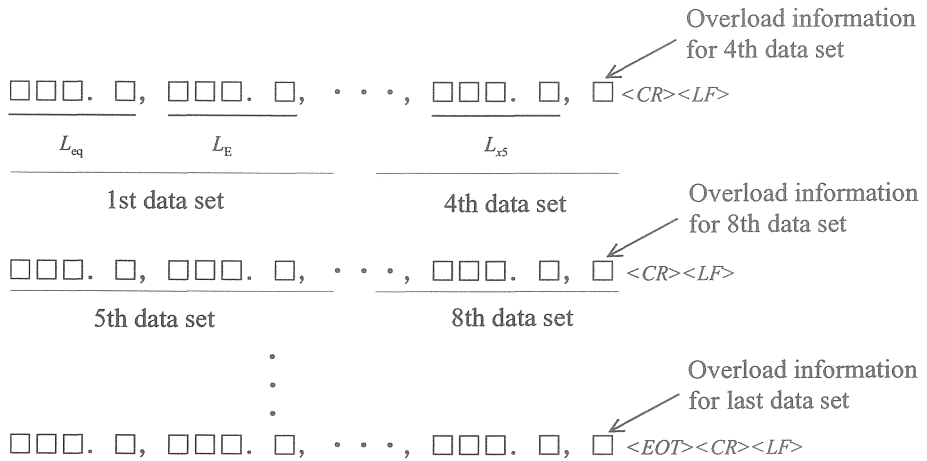 Overload information
for 4th data set
□□□. □, □□□. □, · · ·, □□□. □, □ <CR><LF>
Leq LE Lx5
1st data set 4th data set
Overload information
for 8th data set
□□□. □, □□□. □, · · ·, □□□. □, □ <CR><LF>
5th data set 8th data set
Overload information
for last data set
□□□. □, □□□. □, · · ·, □□□. □, □ <EOT><CR><LF>